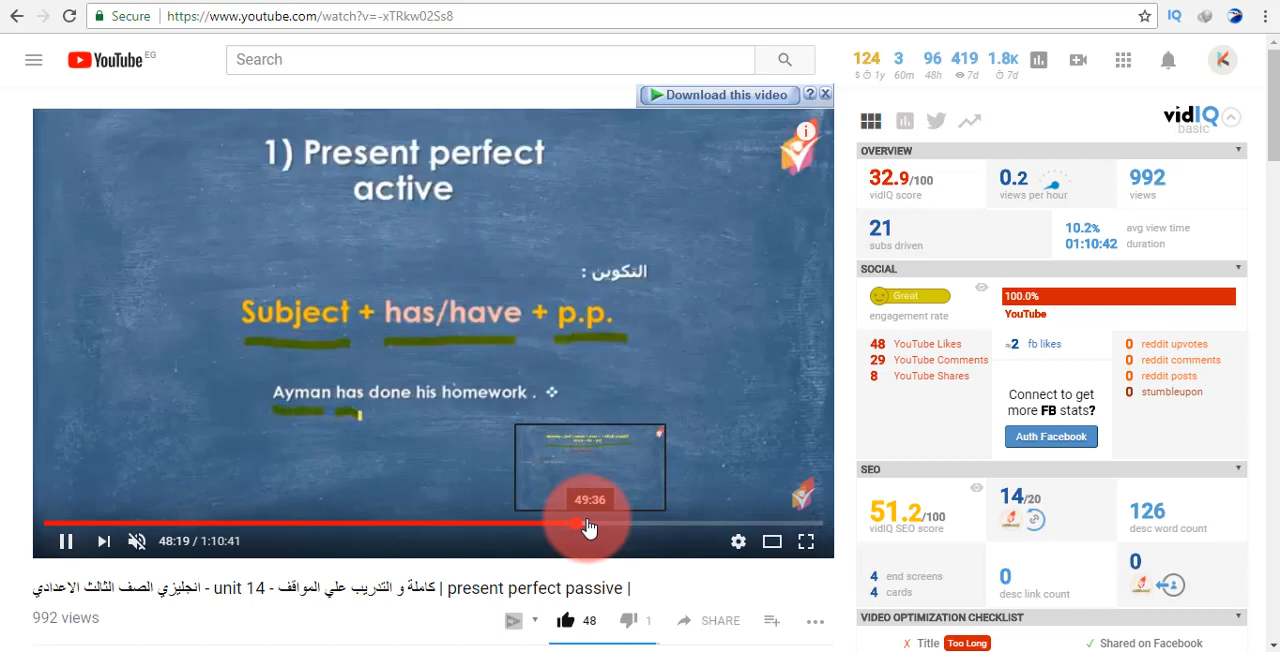 Secure
https://www.youtube.com/watch?v=-xTRkw02Ss8
IQ
YouTube EG
Search
124 3 96 419 1.8K
$ 1y 60m 48h 7d 7d
Download this video ? X
1) Present perfect
active
التكوين :
Subject + has/have + p.p.
Ayman has done his homework .
49:36
48:19 / 1:10:41
انجليزي الصف الثالث الاعدادي - unit 14 - كاملة و التدريب علي المواقف | present perfect passive |
992 views
48
1
SHARE
vidIQ
basic
OVERVIEW
32.9/100
vidIQ score
0.2
views per hour
992
views
21
subs driven
10.2% avg view time
01:10:42 duration
SOCIAL
Great
engagement rate
100.0%
YouTube
48 YouTube Likes
29 YouTube Comments
8 YouTube Shares
≈2 fb likes
Connect to get
more FB stats?
Auth Facebook
0 reddit upvotes
0 reddit comments
0 reddit posts
0 stumbleupon
SEO
51.2/100
vidIQ SEO score
14/20
126
desc word count
4 end screens
4 cards
0
desc link count
0
VIDEO OPTIMIZATION CHECKLIST
✗ Title Too Long
✓ Shared on Facebook